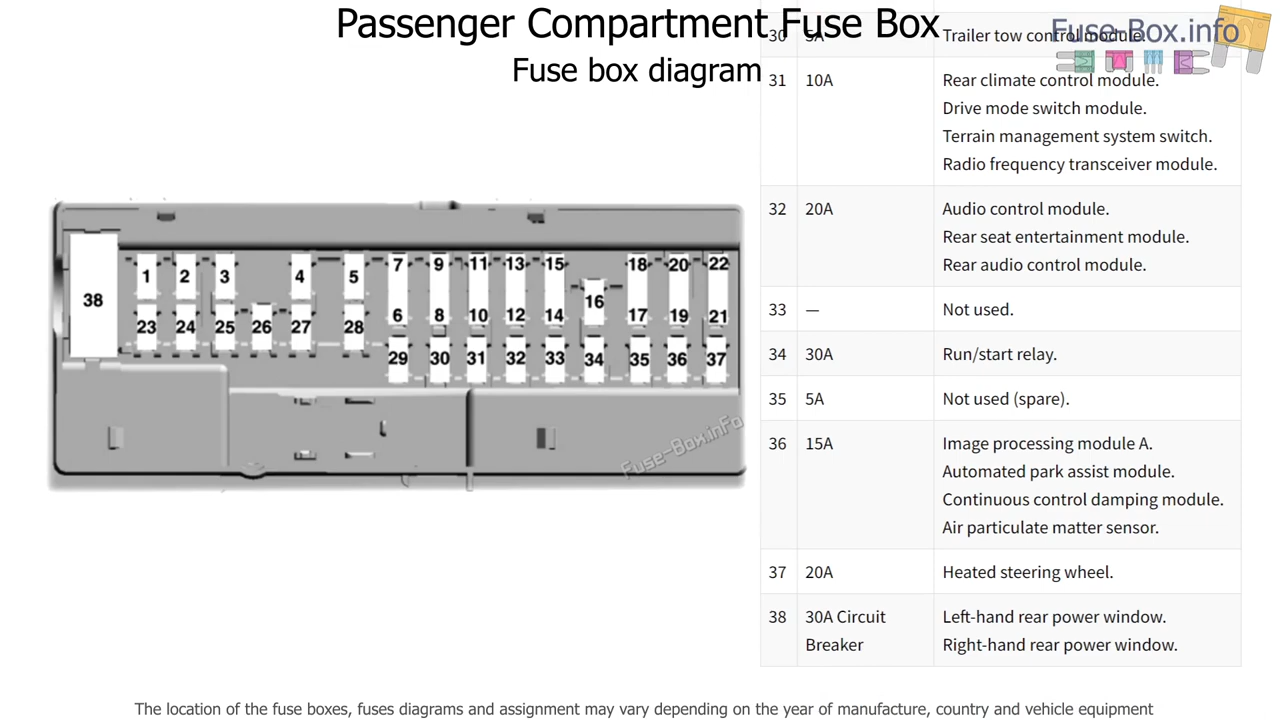 Passenger Compartment Fuse Box
Fuse box diagram
Fuse-Box.info
30 5A Trailer tow control module.
31 10A Rear climate control module.
Drive mode switch module.
Terrain management system switch.
Radio frequency transceiver module.
32 20A Audio control module.
Rear seat entertainment module.
Rear audio control module.
33 — Not used.
34 30A Run/start relay.
35 5A Not used (spare).
36 15A Image processing module A.
Automated park assist module.
Continuous control damping module.
Air particulate matter sensor.
37 20A Heated steering wheel.
38 30A Circuit Breaker Left-hand rear power window.
Right-hand rear power window.
7 9 11 13 15 18 20 22
1 2 3 4 5
38 16
6 8 10 12 14 17 19 21
23 24 25 26 27 28
29 30 31 32 33 34 35 36 37
Fuse-Box.info
The location of the fuse boxes, fuses diagrams and assignment may vary depending on the year of manufacture, country and vehicle equipment